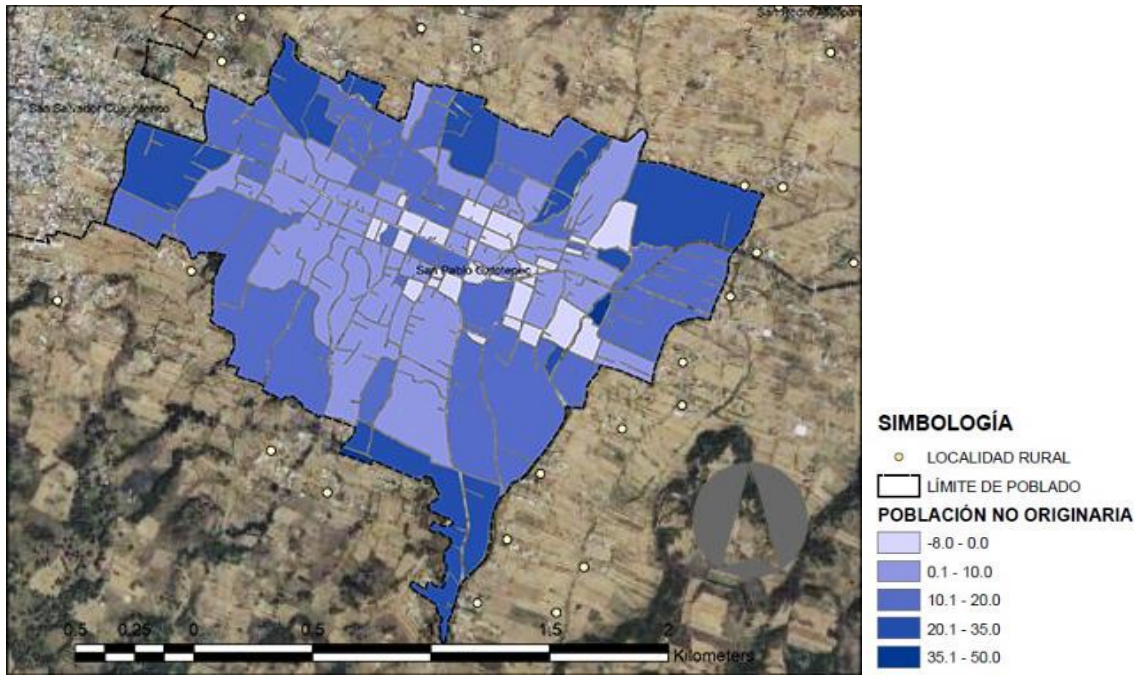 San Salvador Cuauhtenco
San Pablo Oztotepec
0.5 0.25 0 0.5 1 1.5 2
Kilometers
SIMBOLOGÍA
LOCALIDAD RURAL
LÍMITE DE POBLADO
POBLACIÓN NO ORIGINARIA
-8.0 - 0.0
0.1 - 10.0
10.1 - 20.0
20.1 - 35.0
35.1 - 50.0